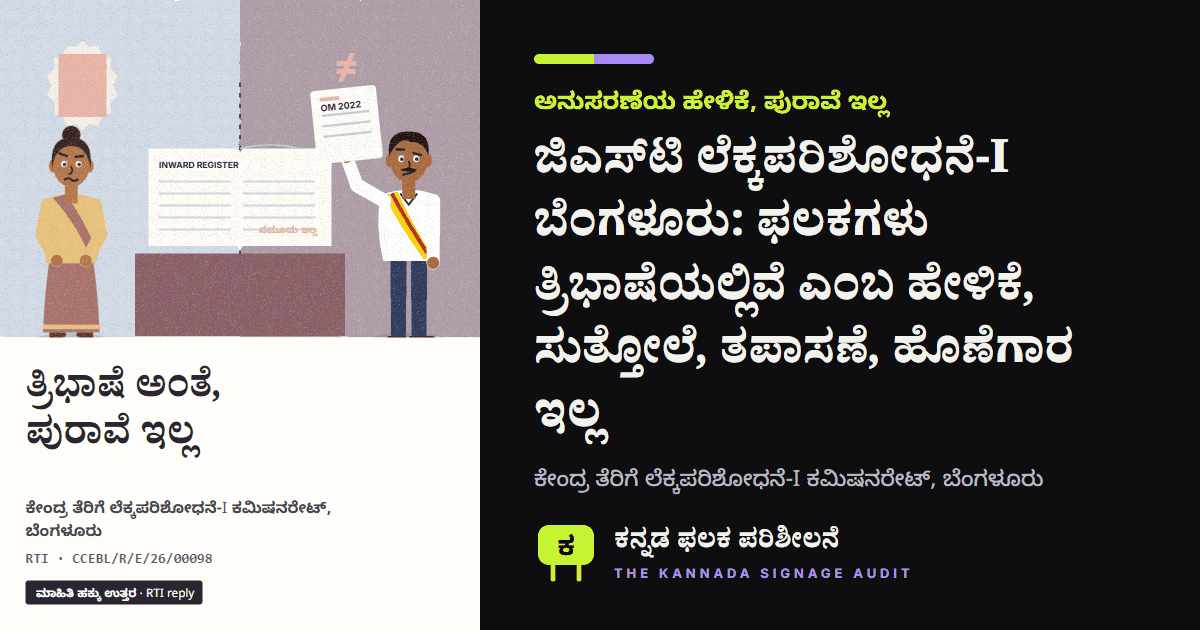 ≠
OM 2022
INWARD REGISTER
ನಮೂದು ಇಲ್ಲ
ತ್ರಿಭಾಷೆ ಅಂತೆ,
ಪುರಾವೆ ಇಲ್ಲ
ಕೇಂದ್ರ ತೆರಿಗೆ ಲೆಕ್ಕಪರಿಶೋಧನೆ-I ಕಮಿಷನರೇಟ್,
ಬೆಂಗಳೂರು
RTI · CCEBL/R/E/26/00098
ಮಾಹಿತಿ ಹಕ್ಕು ಉತ್ತರ · RTI reply
ಅನುಸರಣೆಯ ಹೇಳಿಕೆ, ಪುರಾವೆ ಇಲ್ಲ
ಜಿಎಸ್‌ಟಿ ಲೆಕ್ಕಪರಿಶೋಧನೆ-I
ಬೆಂಗಳೂರು: ಫಲಕಗಳು
ತ್ರಿಭಾಷೆಯಲ್ಲಿವೆ ಎಂಬ ಹೇಳಿಕೆ,
ಸುತ್ತೋಲೆ, ತಪಾಸಣೆ, ಹೊಣೆಗಾರ
ಇಲ್ಲ
ಕೇಂದ್ರ ತೆರಿಗೆ ಲೆಕ್ಕಪರಿಶೋಧನೆ-I ಕಮಿಷನರೇಟ್, ಬೆಂಗಳೂರು
ಕ
ಕನ್ನಡ ಫಲಕ ಪರಿಶೀಲನೆ
THE KANNADA SIGNAGE AUDIT